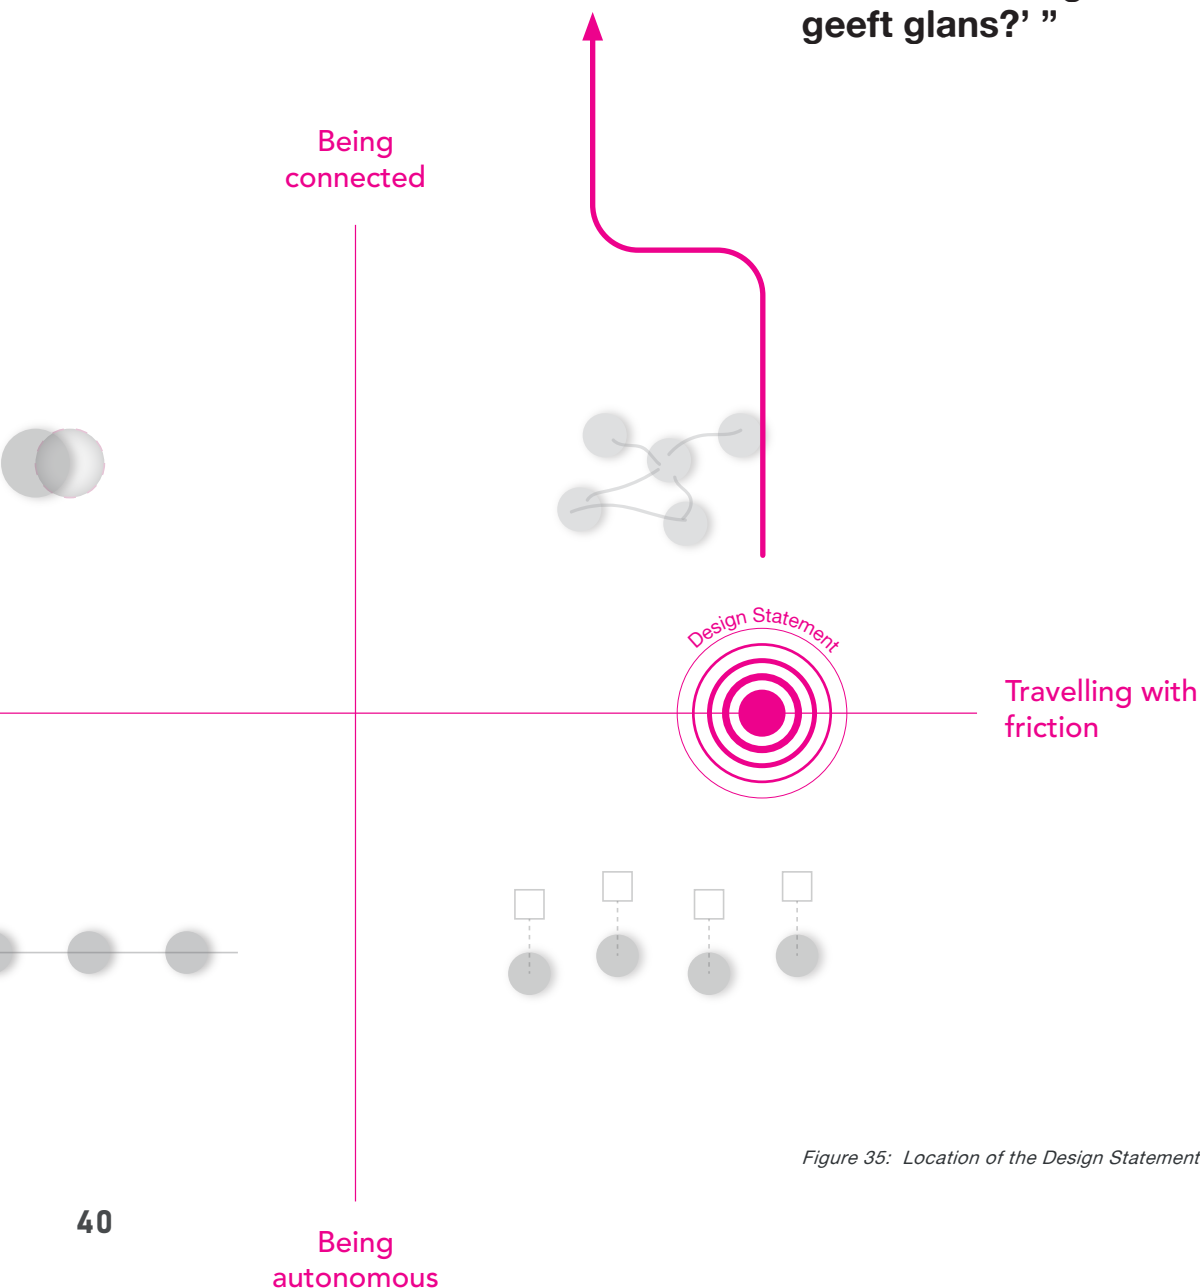 geeft glans?’ ”
Being
connected
Design Statement
Travelling with
friction
Figure 35: Location of the Design Statement
40
Being
autonomous